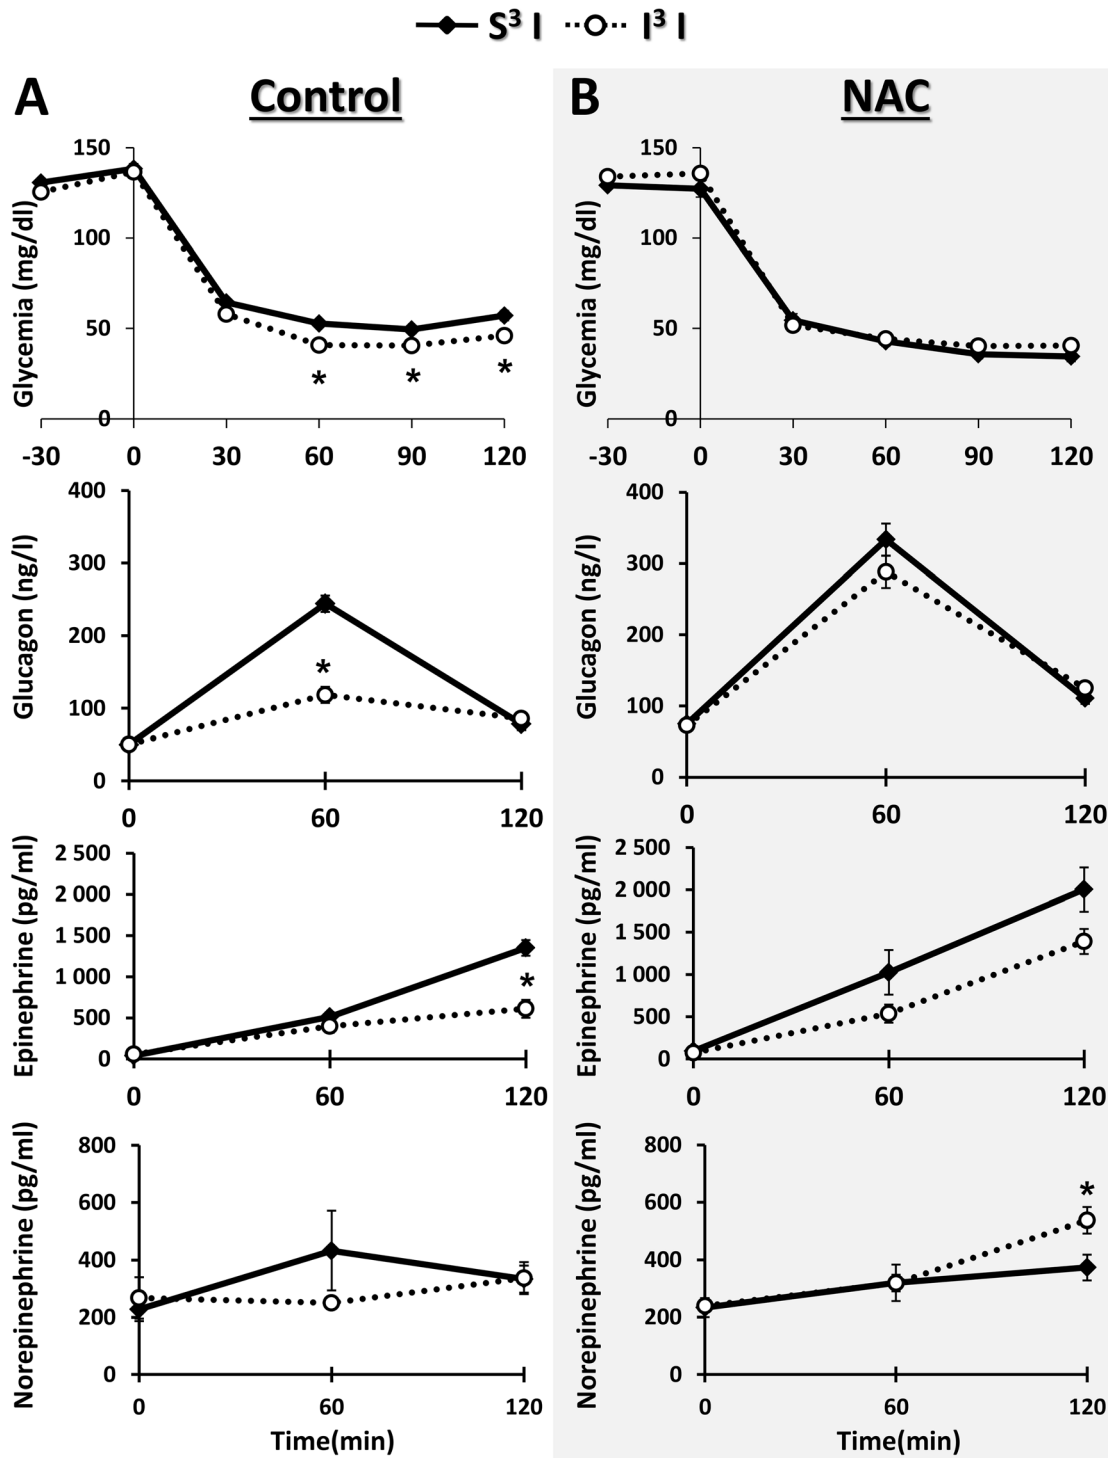 S³ I I³ I
A Control
150
100
50
0
Glycemia (mg/dl)
* * *
-30 0 30 60 90 120
400
300
200
100
0
Glucagon (ng/l)
*
0 60 120
2 500
2 000
1 500
1 000
500
0
Epinephrine (pg/ml)
*
0 60 120
800
600
400
200
0
Norepinephrine (pg/ml)
0 60 120
Time(min)
B NAC
150
100
50
0
Glycemia (mg/dl)
-30 0 30 60 90 120
400
300
200
100
0
Glucagon (ng/l)
0 60 120
2 500
2 000
1 500
1 000
500
0
Epinephrine (pg/ml)
0 60 120
800
600
400
200
0
Norepinephrine (pg/ml)
*
0 60 120
Time(min)